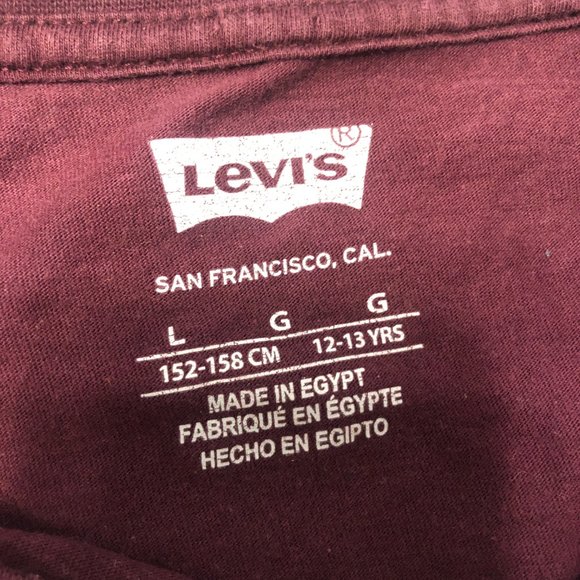 Levi's ®
SAN FRANCISCO, CAL.
L G G
152-158 CM 12-13 YRS
MADE IN EGYPT
FABRIQUÉ EN ÉGYPTE
HECHO EN EGIPTO